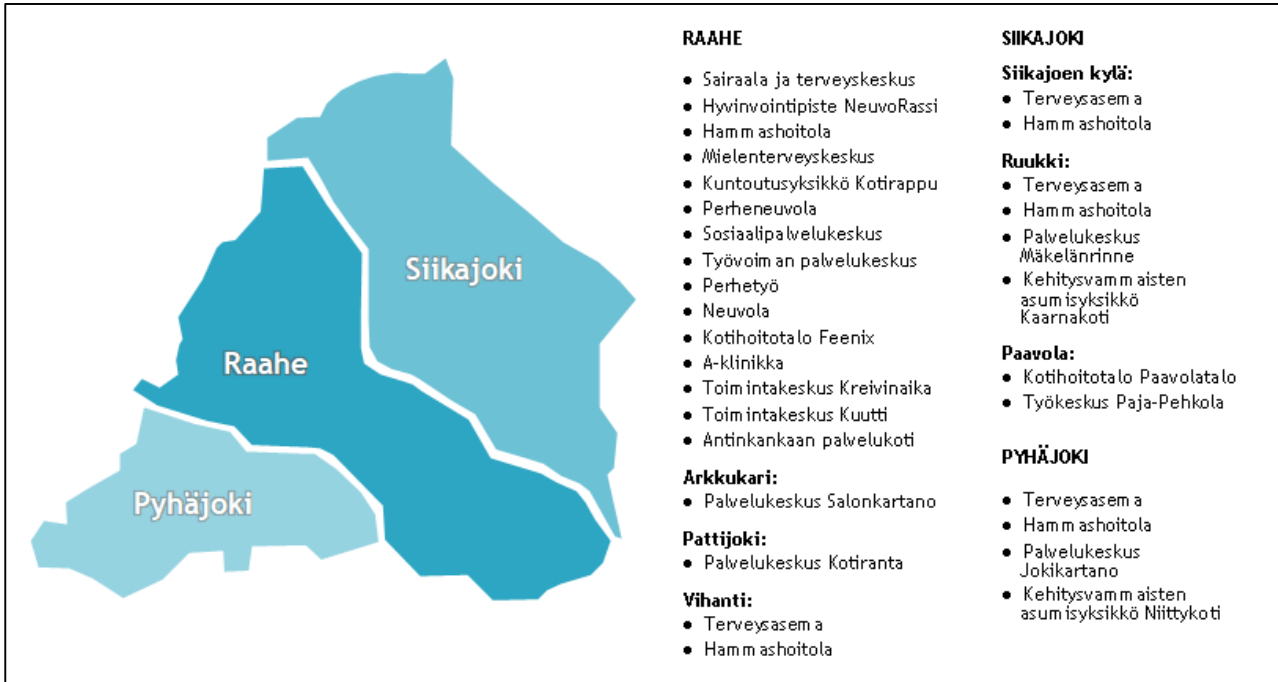 Siikajoki
Raahe
Pyhäjoki
RAAHE
● Sairaala ja terveyskeskus
● Hyvinvointipiste NeuvoRassi
● Hammashoitola
● Mielenterveyskeskus
● Kuntoutusyksikkö Kotirappu
● Perheneuvola
● Sosiaalipalvelukeskus
● Työvoiman palvelukeskus
● Perhetyö
● Neuvola
● Kotihoitotalo Feenix
● A-klinikka
● Toimintakeskus Kreivinaika
● Toimintakeskus Kuutti
● Antinkankaan palvelukoti
Arkkukari:
● Palvelukeskus Salonkartano
Pattijoki:
● Palvelukeskus Kotiranta
Vihanti:
● Terveysasema
● Hammashoitola
SIIKAJOKI
Siikajoen kylä:
● Terveysasema
● Hammashoitola
Ruukki:
● Terveysasema
● Hammashoitola
● Palvelukeskus
Mäkelänrinne
● Kehitysvammaisten
asumisyksikkö
Kaarnakoti
Paavola:
● Kotihoitotalo Paavolatalo
● Työkeskus Paja-Pehkola
PYHÄJOKI
● Terveysasema
● Hammashoitola
● Palvelukeskus
Jokikartano
● Kehitysvammaisten
asumisyksikkö Niittykoti